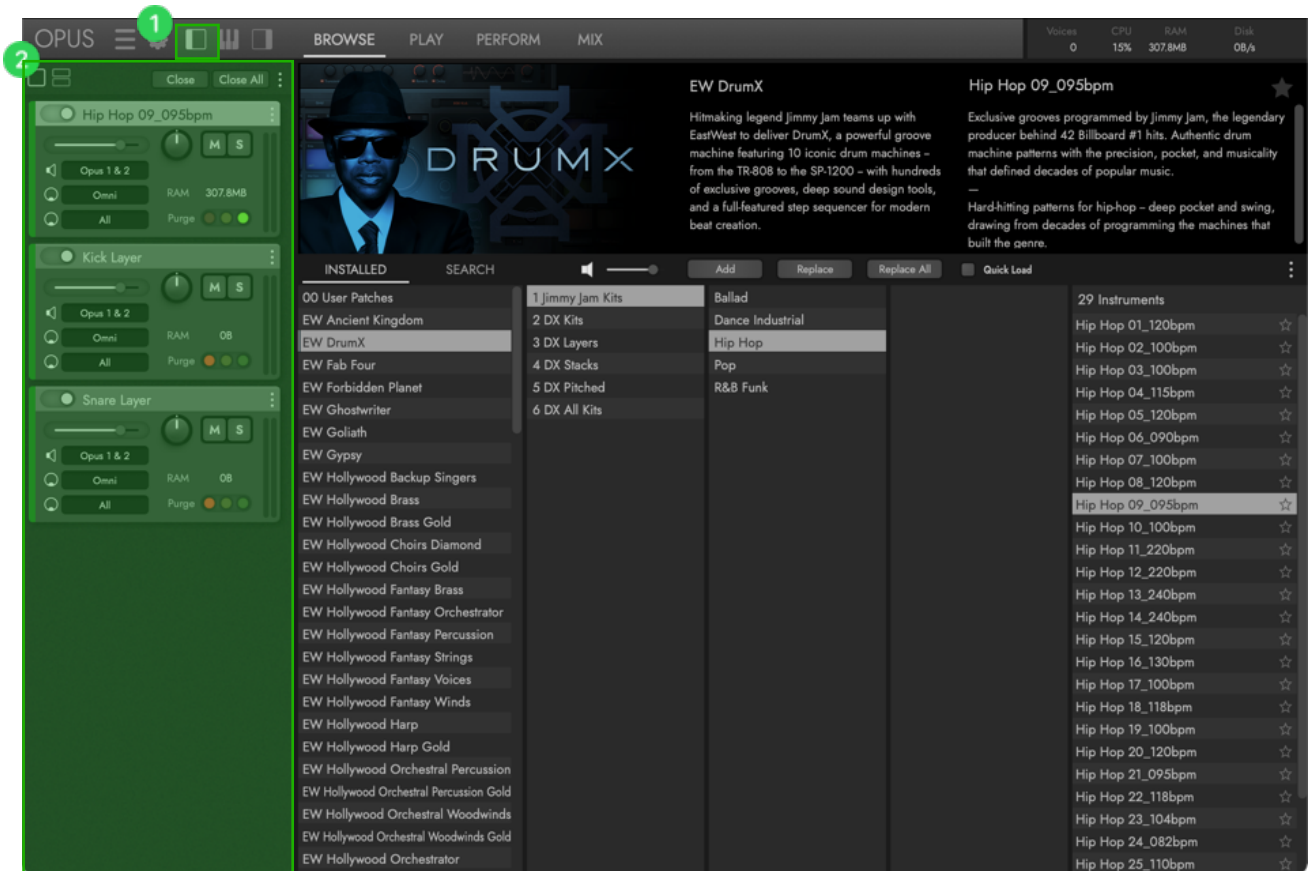 1
2
OPUS
BROWSE PLAY PERFORM MIX
Voices CPU RAM Disk
0 15% 307.8MB 0B/s
Close Close All
Hip Hop 09_095bpm
M S
Opus 1 & 2
Omni RAM 307.8MB
All Purge
Kick Layer
M S
Opus 1 & 2
Omni RAM 0B
All Purge
Snare Layer
M S
Opus 1 & 2
Omni RAM 0B
All Purge
DRUMX
EW DrumX
Hitmaking legend Jimmy Jam teams up with
EastWest to deliver DrumX, a powerful groove
machine featuring 10 iconic drum machines –
from the TR-808 to the SP-1200 – with hundreds
of exclusive grooves, deep sound design tools,
and a full-featured step sequencer for modern
beat creation.
Hip Hop 09_095bpm
Exclusive grooves programmed by Jimmy Jam, the legendary
producer behind 42 Billboard #1 hits. Authentic drum
machine patterns with the precision, pocket, and musicality
that defined decades of popular music.
—
Hard-hitting patterns for hip-hop – deep pocket and swing,
drawing from decades of programming the machines that
built the genre.
INSTALLED SEARCH
Add Replace Replace All Quick Load
00 User Patches
EW Ancient Kingdom
EW DrumX
EW Fab Four
EW Forbidden Planet
EW Ghostwriter
EW Goliath
EW Gypsy
EW Hollywood Backup Singers
EW Hollywood Brass
EW Hollywood Brass Gold
EW Hollywood Choirs Diamond
EW Hollywood Choirs Gold
EW Hollywood Fantasy Brass
EW Hollywood Fantasy Orchestrator
EW Hollywood Fantasy Percussion
EW Hollywood Fantasy Strings
EW Hollywood Fantasy Voices
EW Hollywood Fantasy Winds
EW Hollywood Harp
EW Hollywood Harp Gold
EW Hollywood Orchestral Percussion
EW Hollywood Orchestral Percussion Gold
EW Hollywood Orchestral Woodwinds
EW Hollywood Orchestral Woodwinds Gold
EW Hollywood Orchestrator
1 Jimmy Jam Kits
2 DX Kits
3 DX Layers
4 DX Stacks
5 DX Pitched
6 DX All Kits
Ballad
Dance Industrial
Hip Hop
Pop
R&B Funk
29 Instruments
Hip Hop 01_120bpm
Hip Hop 02_100bpm
Hip Hop 03_100bpm
Hip Hop 04_115bpm
Hip Hop 05_120bpm
Hip Hop 06_090bpm
Hip Hop 07_100bpm
Hip Hop 08_120bpm
Hip Hop 09_095bpm
Hip Hop 10_100bpm
Hip Hop 11_220bpm
Hip Hop 12_220bpm
Hip Hop 13_240bpm
Hip Hop 14_240bpm
Hip Hop 15_120bpm
Hip Hop 16_130bpm
Hip Hop 17_100bpm
Hip Hop 18_118bpm
Hip Hop 19_100bpm
Hip Hop 20_120bpm
Hip Hop 21_095bpm
Hip Hop 22_118bpm
Hip Hop 23_104bpm
Hip Hop 24_082bpm
Hip Hop 25_110bpm